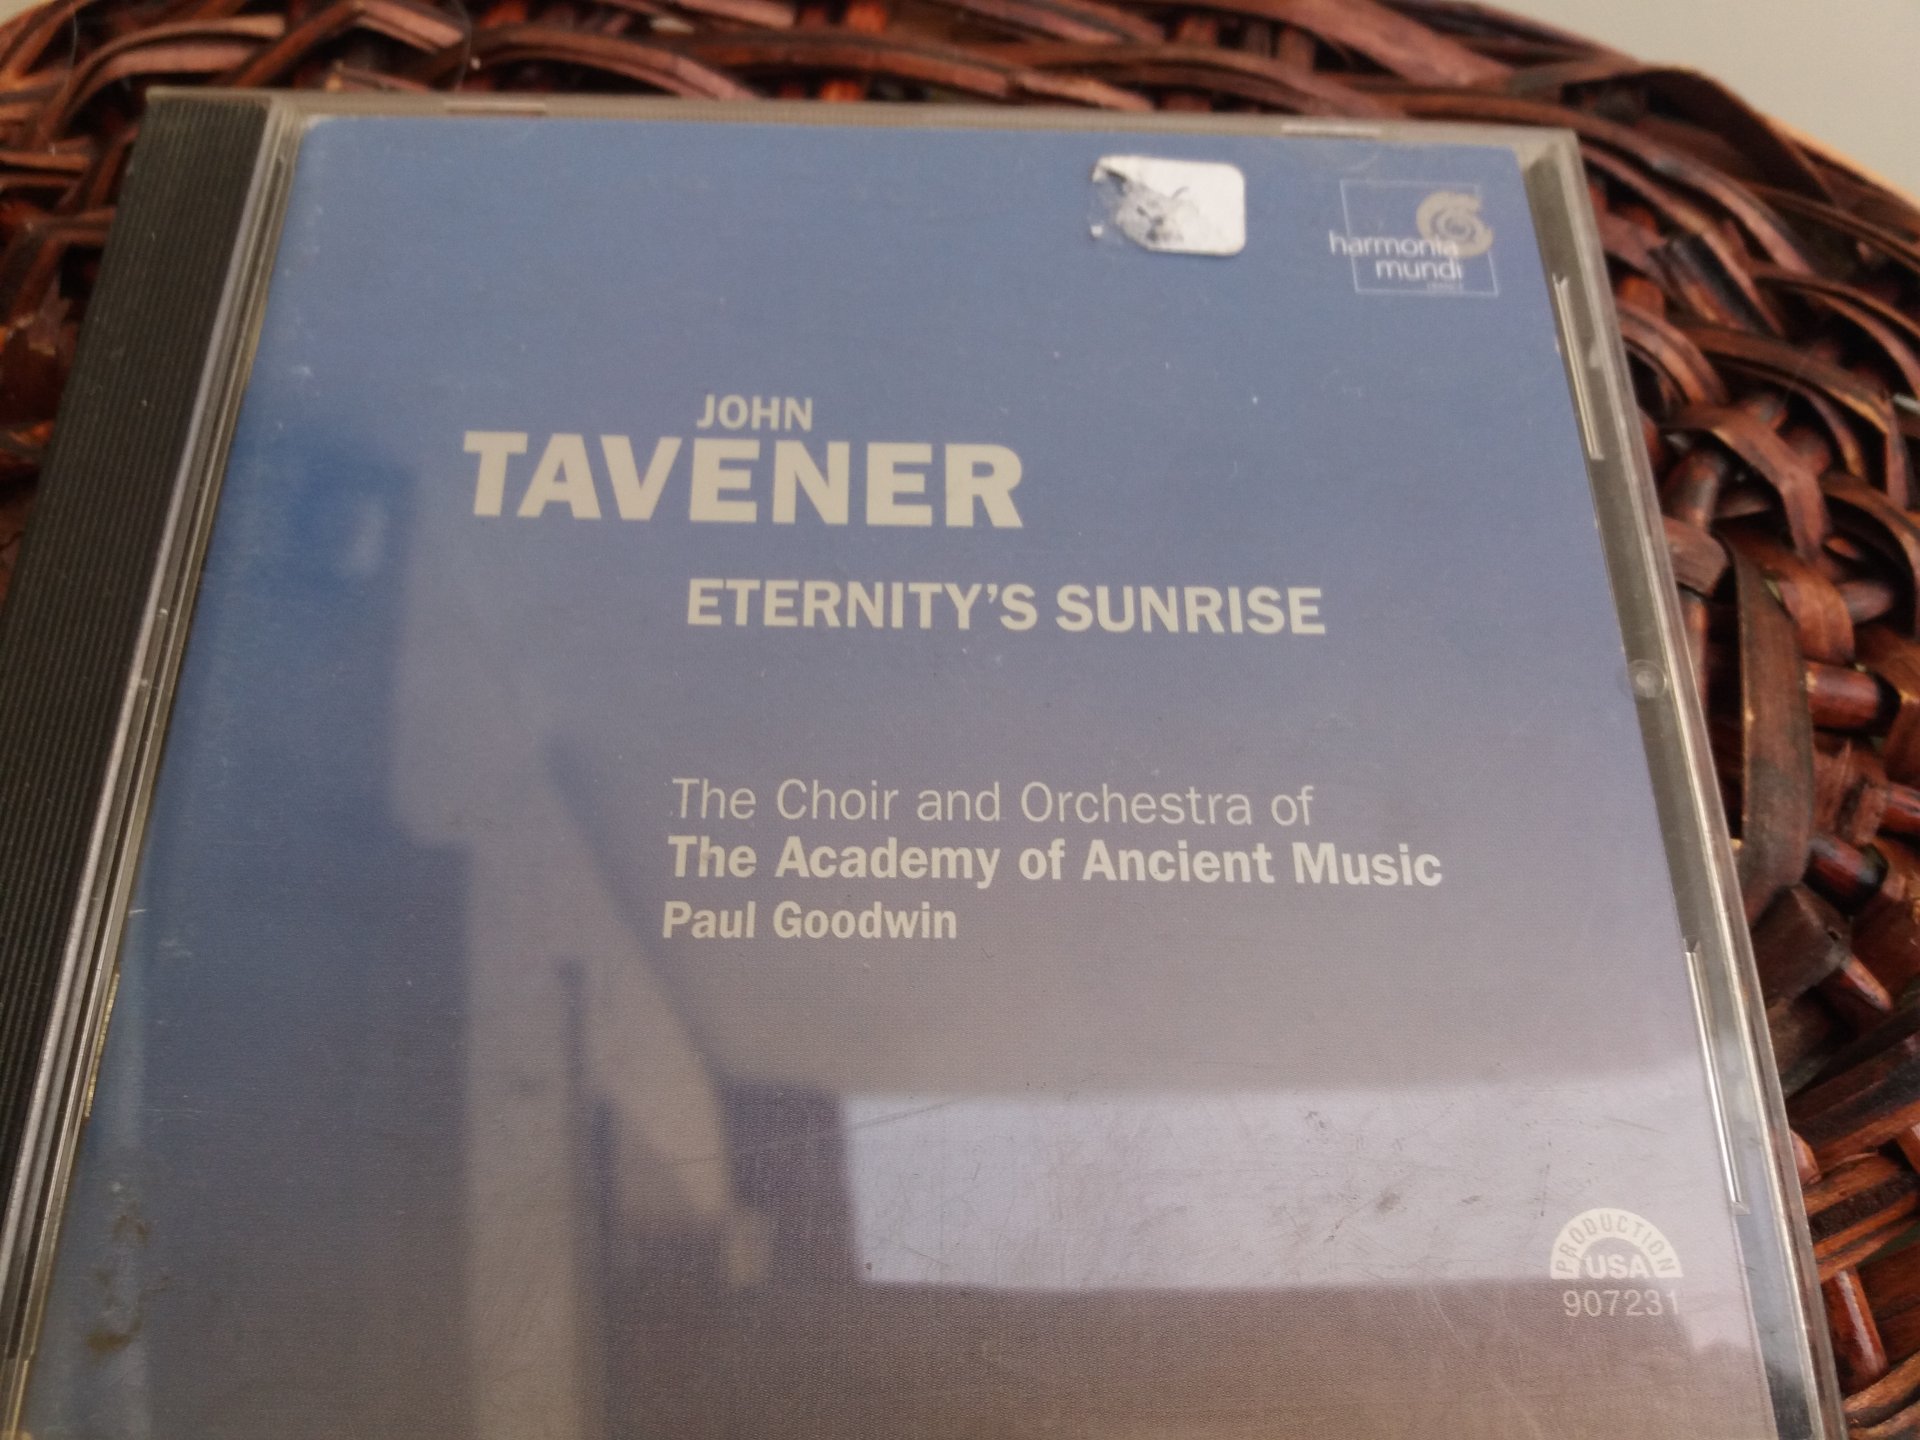 harmonia
mundi
JOHN
TAVENER
ETERNITY'S SUNRISE
The Choir and Orchestra of
The Academy of Ancient Music
Paul Goodwin
PRODUCTION
USA
907231